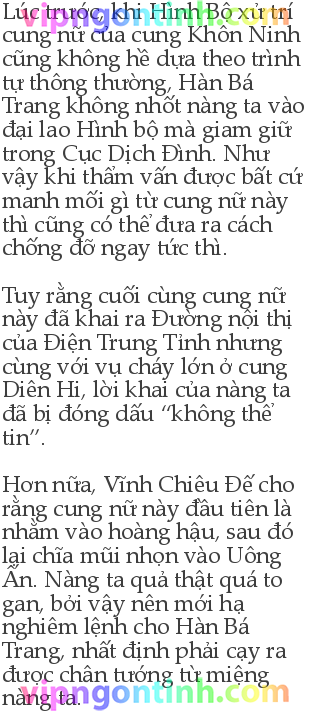 Lúc trước, khi Hình Bộ xử trí
cung nữ của cung Khôn Ninh
cũng không hề dựa theo trình
tự thông thường, Hàn Bá
Trang không nhốt nàng ta vào
đại lao Hình bộ mà giam giữ
trong Cục Dịch Đình. Như
vậy khi thẩm vấn được bất cứ
manh mối gì từ cung nữ này
thì cũng có thể đưa ra cách
chống đỡ ngay tức thì.
Tuy rằng cuối cùng cung nữ
này đã khai ra Đường nội thị
của Điện Trung Tỉnh nhưng
cùng với vụ cháy lớn ở cung
Diên Hi, lời khai của nàng ta
đã bị đóng dấu “không thể
tin”.
Hơn nữa, Vĩnh Chiêu Đế cho
rằng cung nữ này đầu tiên là
nhằm vào hoàng hậu, sau đó
lại chĩa mũi nhọn vào Uông
Ấn. Nàng ta quả thật quá to
gan, bởi vậy nên mới hạ
nghiêm lệnh cho Hàn Bá
Trang, nhất định phải cạy ra
được chân tướng từ miệng
nàng ta.
vipngontinh.com
vipngontinh.com